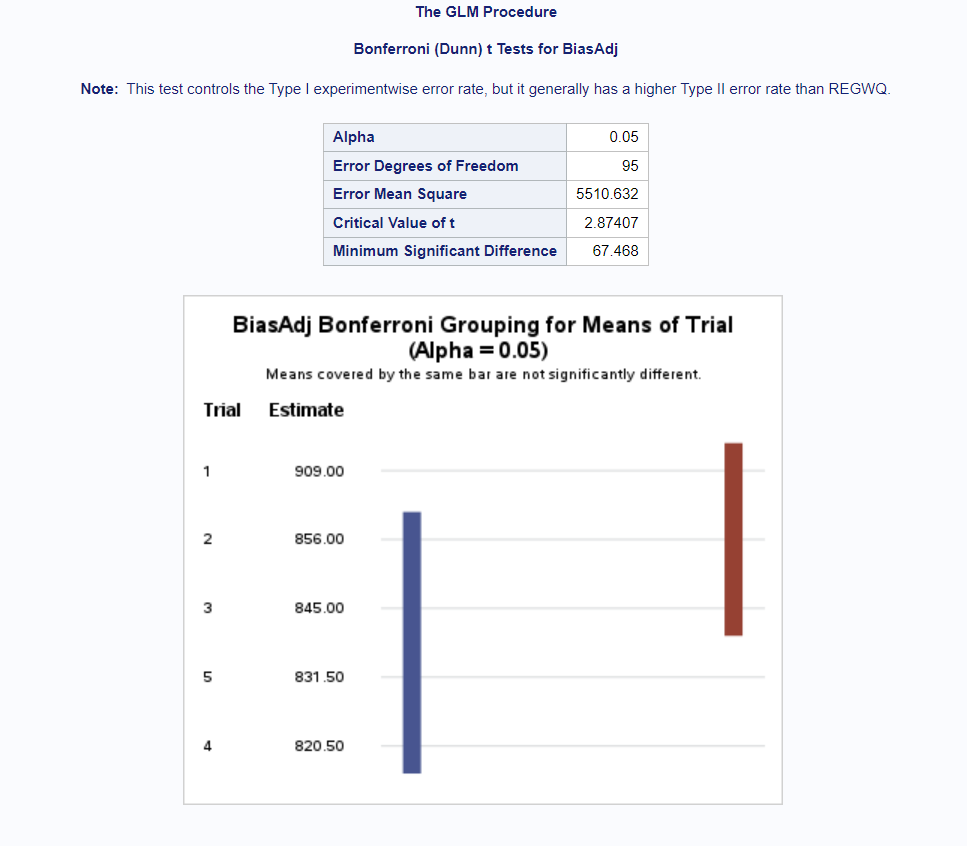 The GLM Procedure
Bonferroni (Dunn) t Tests for BiasAdj
Note: This test controls the Type I experimentwise error rate, but it generally has a higher Type II error rate than REGWQ.
Alpha 0.05
Error Degrees of Freedom 95
Error Mean Square 5510.632
Critical Value of t 2.87407
Minimum Significant Difference 67.468
BiasAdj Bonferroni Grouping for Means of Trial
(Alpha = 0.05)
Means covered by the same bar are not significantly different.
Trial Estimate
1 909.00
2 856.00
3 845.00
5 831.50
4 820.50